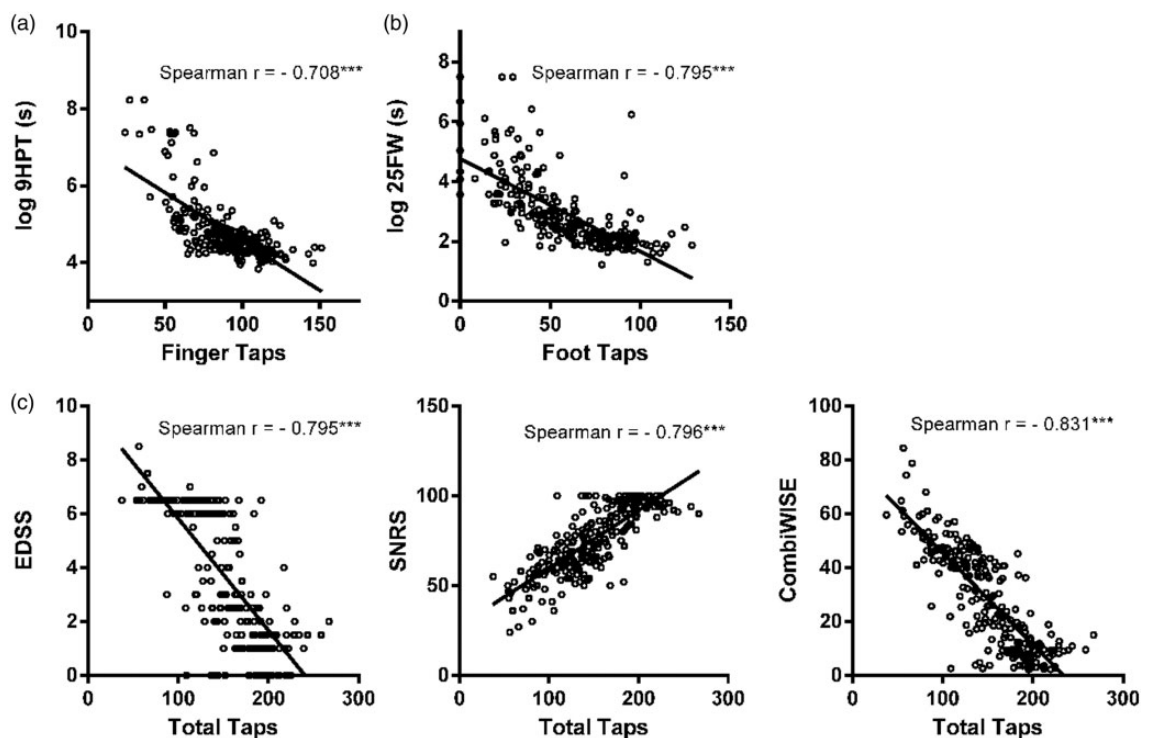 (a)
10
8
6
4
log 9HPT (s)
Spearman r = - 0.708***
0 50 100 150
Finger Taps
(b)
8
6
4
2
0
log 25FW (s)
Spearman r = - 0.795***
0 50 100 150
Foot Taps
(c)
10
8
6
4
2
0
EDSS
Spearman r = - 0.795***
0 100 200 300
Total Taps
150
100
50
0
SNRS
Spearman r = - 0.796***
0 100 200 300
Total Taps
100
80
60
40
20
0
CombiWISE
Spearman r = - 0.831***
0 100 200 300
Total Taps